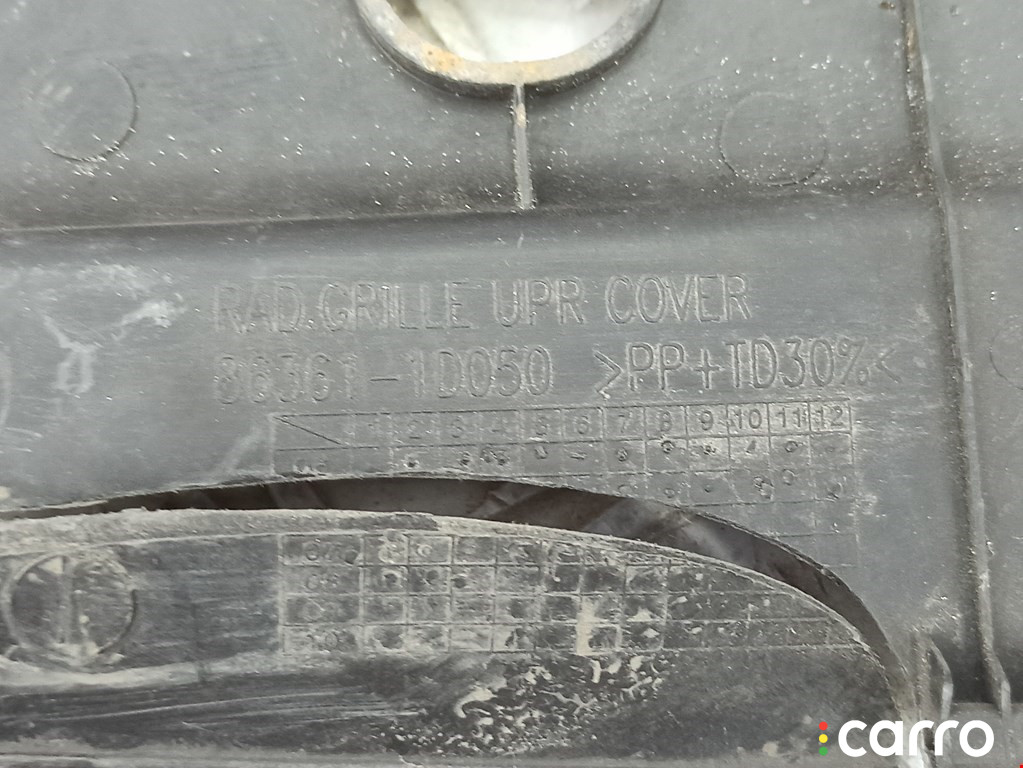 RAD.GRILLE UPR COVER
86361-1D050 >PP+TD30%<
1 2 3 4 5 6 7 8 9 10 11 12
carro